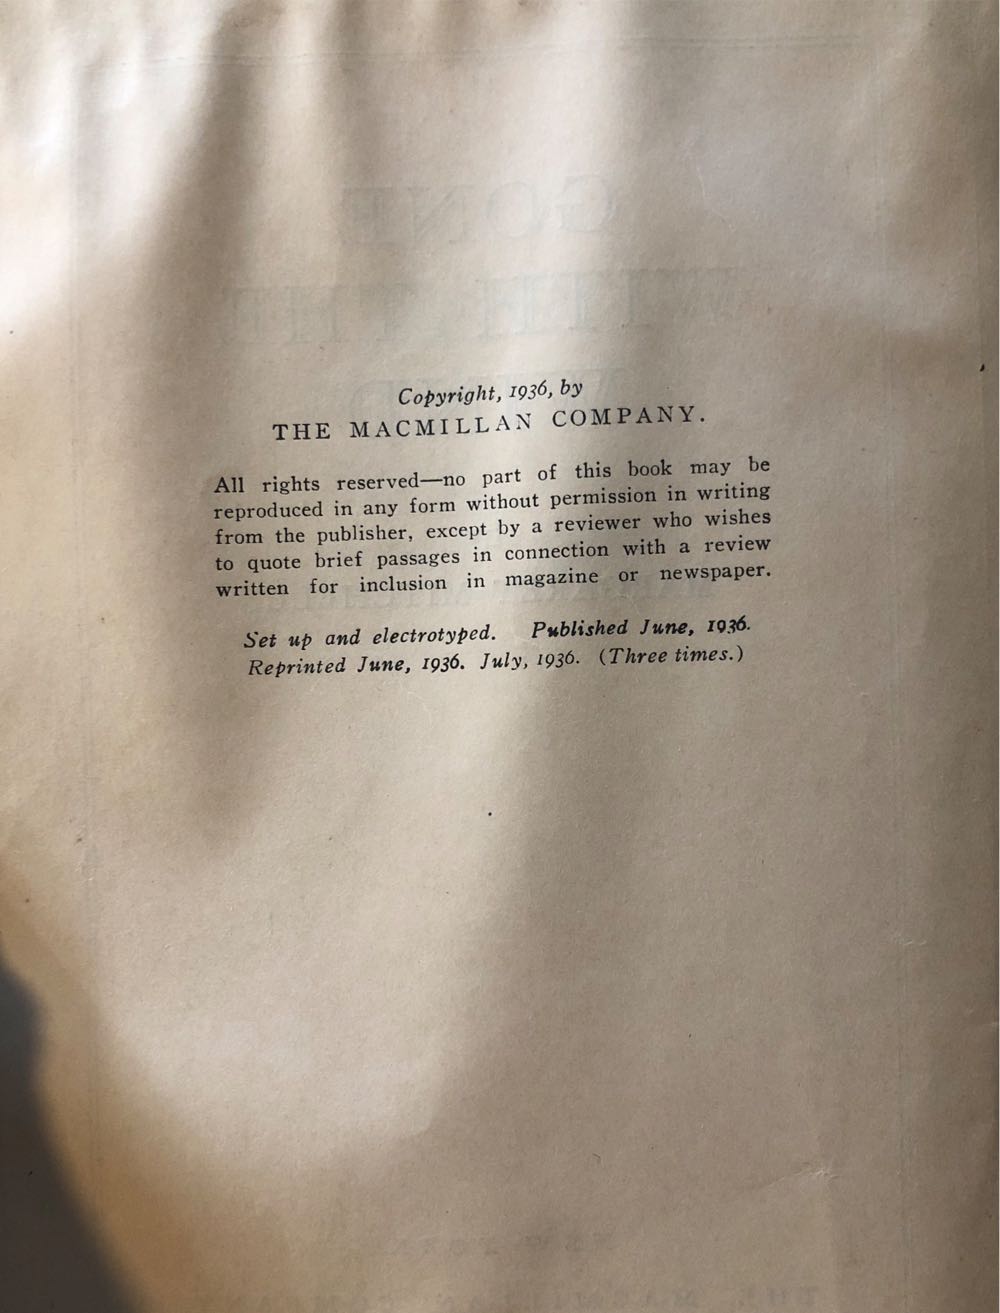 Copyright, 1936, by
THE MACMILLAN COMPANY.
All rights reserved—no part of this book may be
reproduced in any form without permission in writing
from the publisher, except by a reviewer who wishes
to quote brief passages in connection with a review
written for inclusion in magazine or newspaper.
Set up and electrotyped. Published June, 1936.
Reprinted June, 1936. July, 1936. (Three times.)